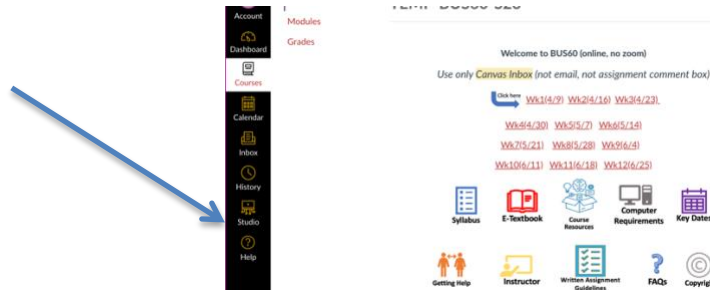 Account
Dashboard
Courses
Calendar
Inbox
History
Studio
Help
Modules
Grades
Welcome to BUS60 (online, no zoom)
Use only Canvas Inbox (not email, not assignment comment box)
Click here Wk1(4/9) Wk2(4/16) Wk3(4/23)
Wk4(4/30) Wk5(5/7) Wk6(5/14)
Wk7(5/21) Wk8(5/28) Wk9(6/4)
Wk10(6/11) Wk11(6/18) Wk12(6/25)
Syllabus
E-Textbook
Course
Resources
Computer
Requirements
Key Dates
Getting Help
Instructor
Written Assignment
Guidelines
FAQs